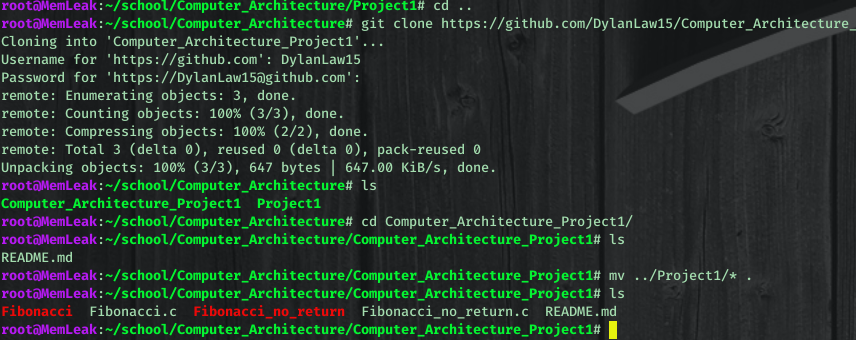 root@MemLeak:~/school/Computer_Architecture/Project1# cd ..
root@MemLeak:~/school/Computer_Architecture# git clone https://github.com/DylanLaw15/Computer_Architecture_
Cloning into 'Computer_Architecture_Project1'...
Username for 'https://github.com': DylanLaw15
Password for 'https://DylanLaw15@github.com':
remote: Enumerating objects: 3, done.
remote: Counting objects: 100% (3/3), done.
remote: Compressing objects: 100% (2/2), done.
remote: Total 3 (delta 0), reused 0 (delta 0), pack-reused 0
Unpacking objects: 100% (3/3), 647 bytes | 647.00 KiB/s, done.
root@MemLeak:~/school/Computer_Architecture# ls
Computer_Architecture_Project1  Project1
root@MemLeak:~/school/Computer_Architecture# cd Computer_Architecture_Project1/
root@MemLeak:~/school/Computer_Architecture/Computer_Architecture_Project1# ls
README.md
root@MemLeak:~/school/Computer_Architecture/Computer_Architecture_Project1# mv ../Project1/* .
root@MemLeak:~/school/Computer_Architecture/Computer_Architecture_Project1# ls
Fibonacci  Fibonacci.c  Fibonacci_no_return  Fibonacci_no_return.c  README.md
root@MemLeak:~/school/Computer_Architecture/Computer_Architecture_Project1#